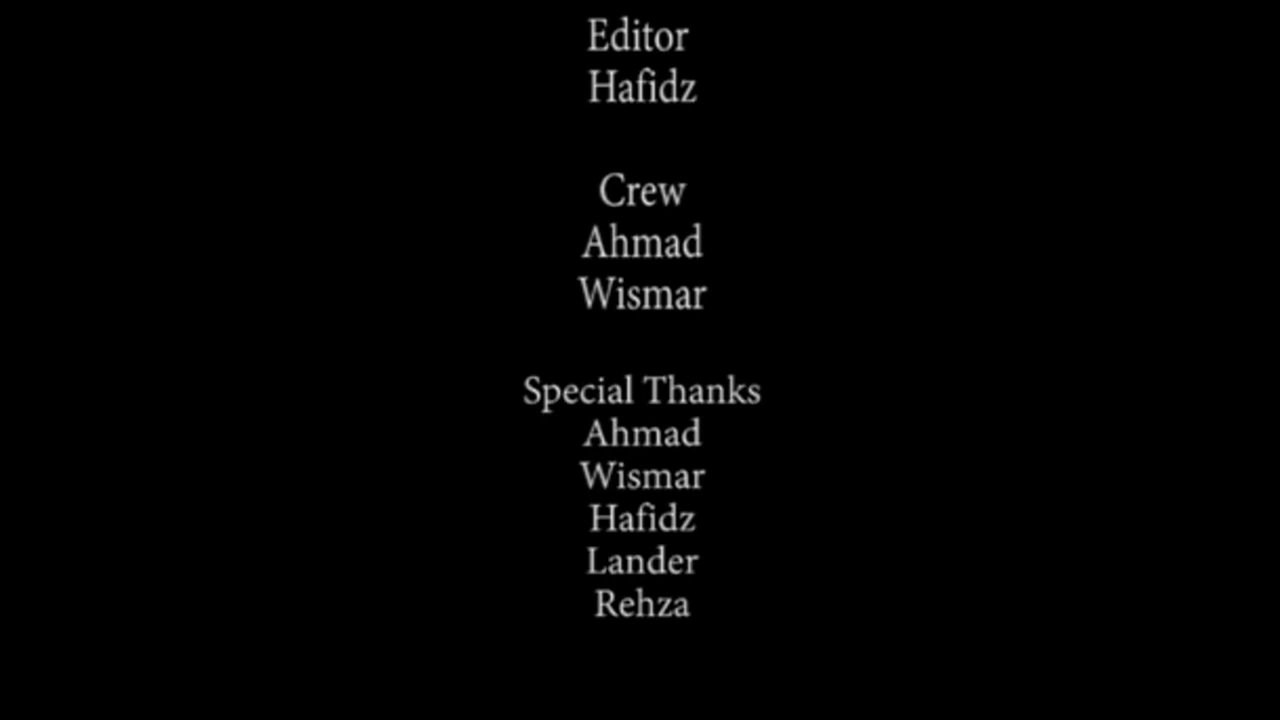 Editor
Hafidz
Crew
Ahmad
Wismar
Special Thanks
Ahmad
Wismar
Hafidz
Lander
Rehza